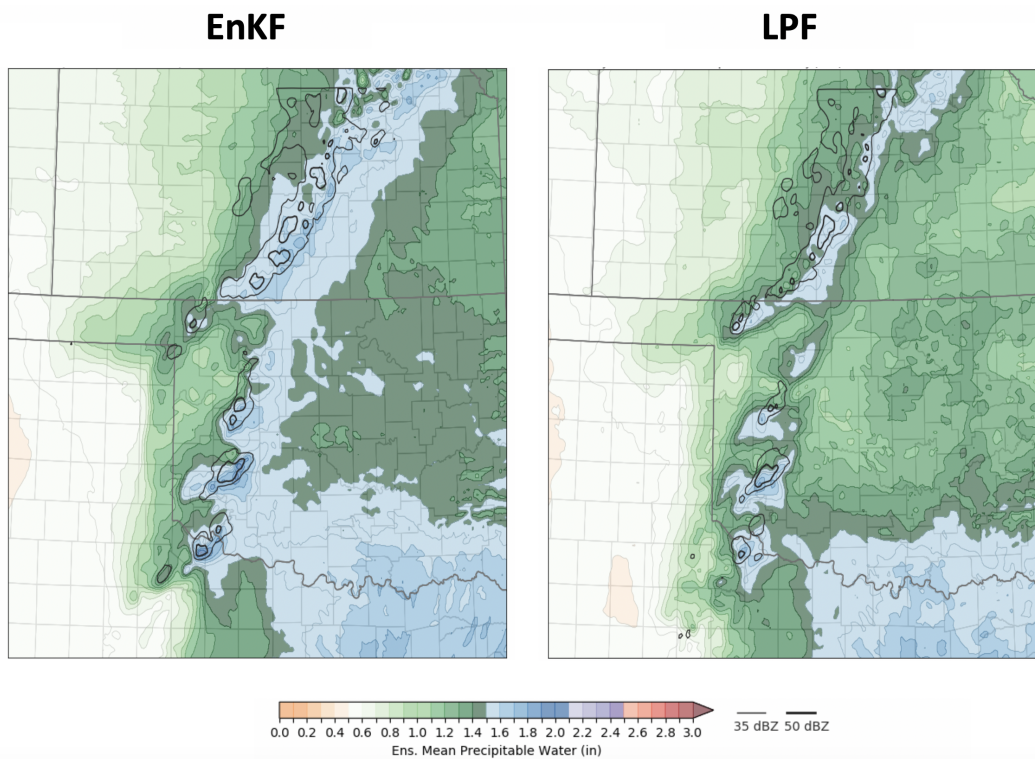 EnKF
LPF
0.0 0.2 0.4 0.6 0.8 1.0 1.2 1.4 1.6 1.8 2.0 2.2 2.4 2.6 2.8 3.0
35 dBZ 50 dBZ
Ens. Mean Precipitable Water (in)